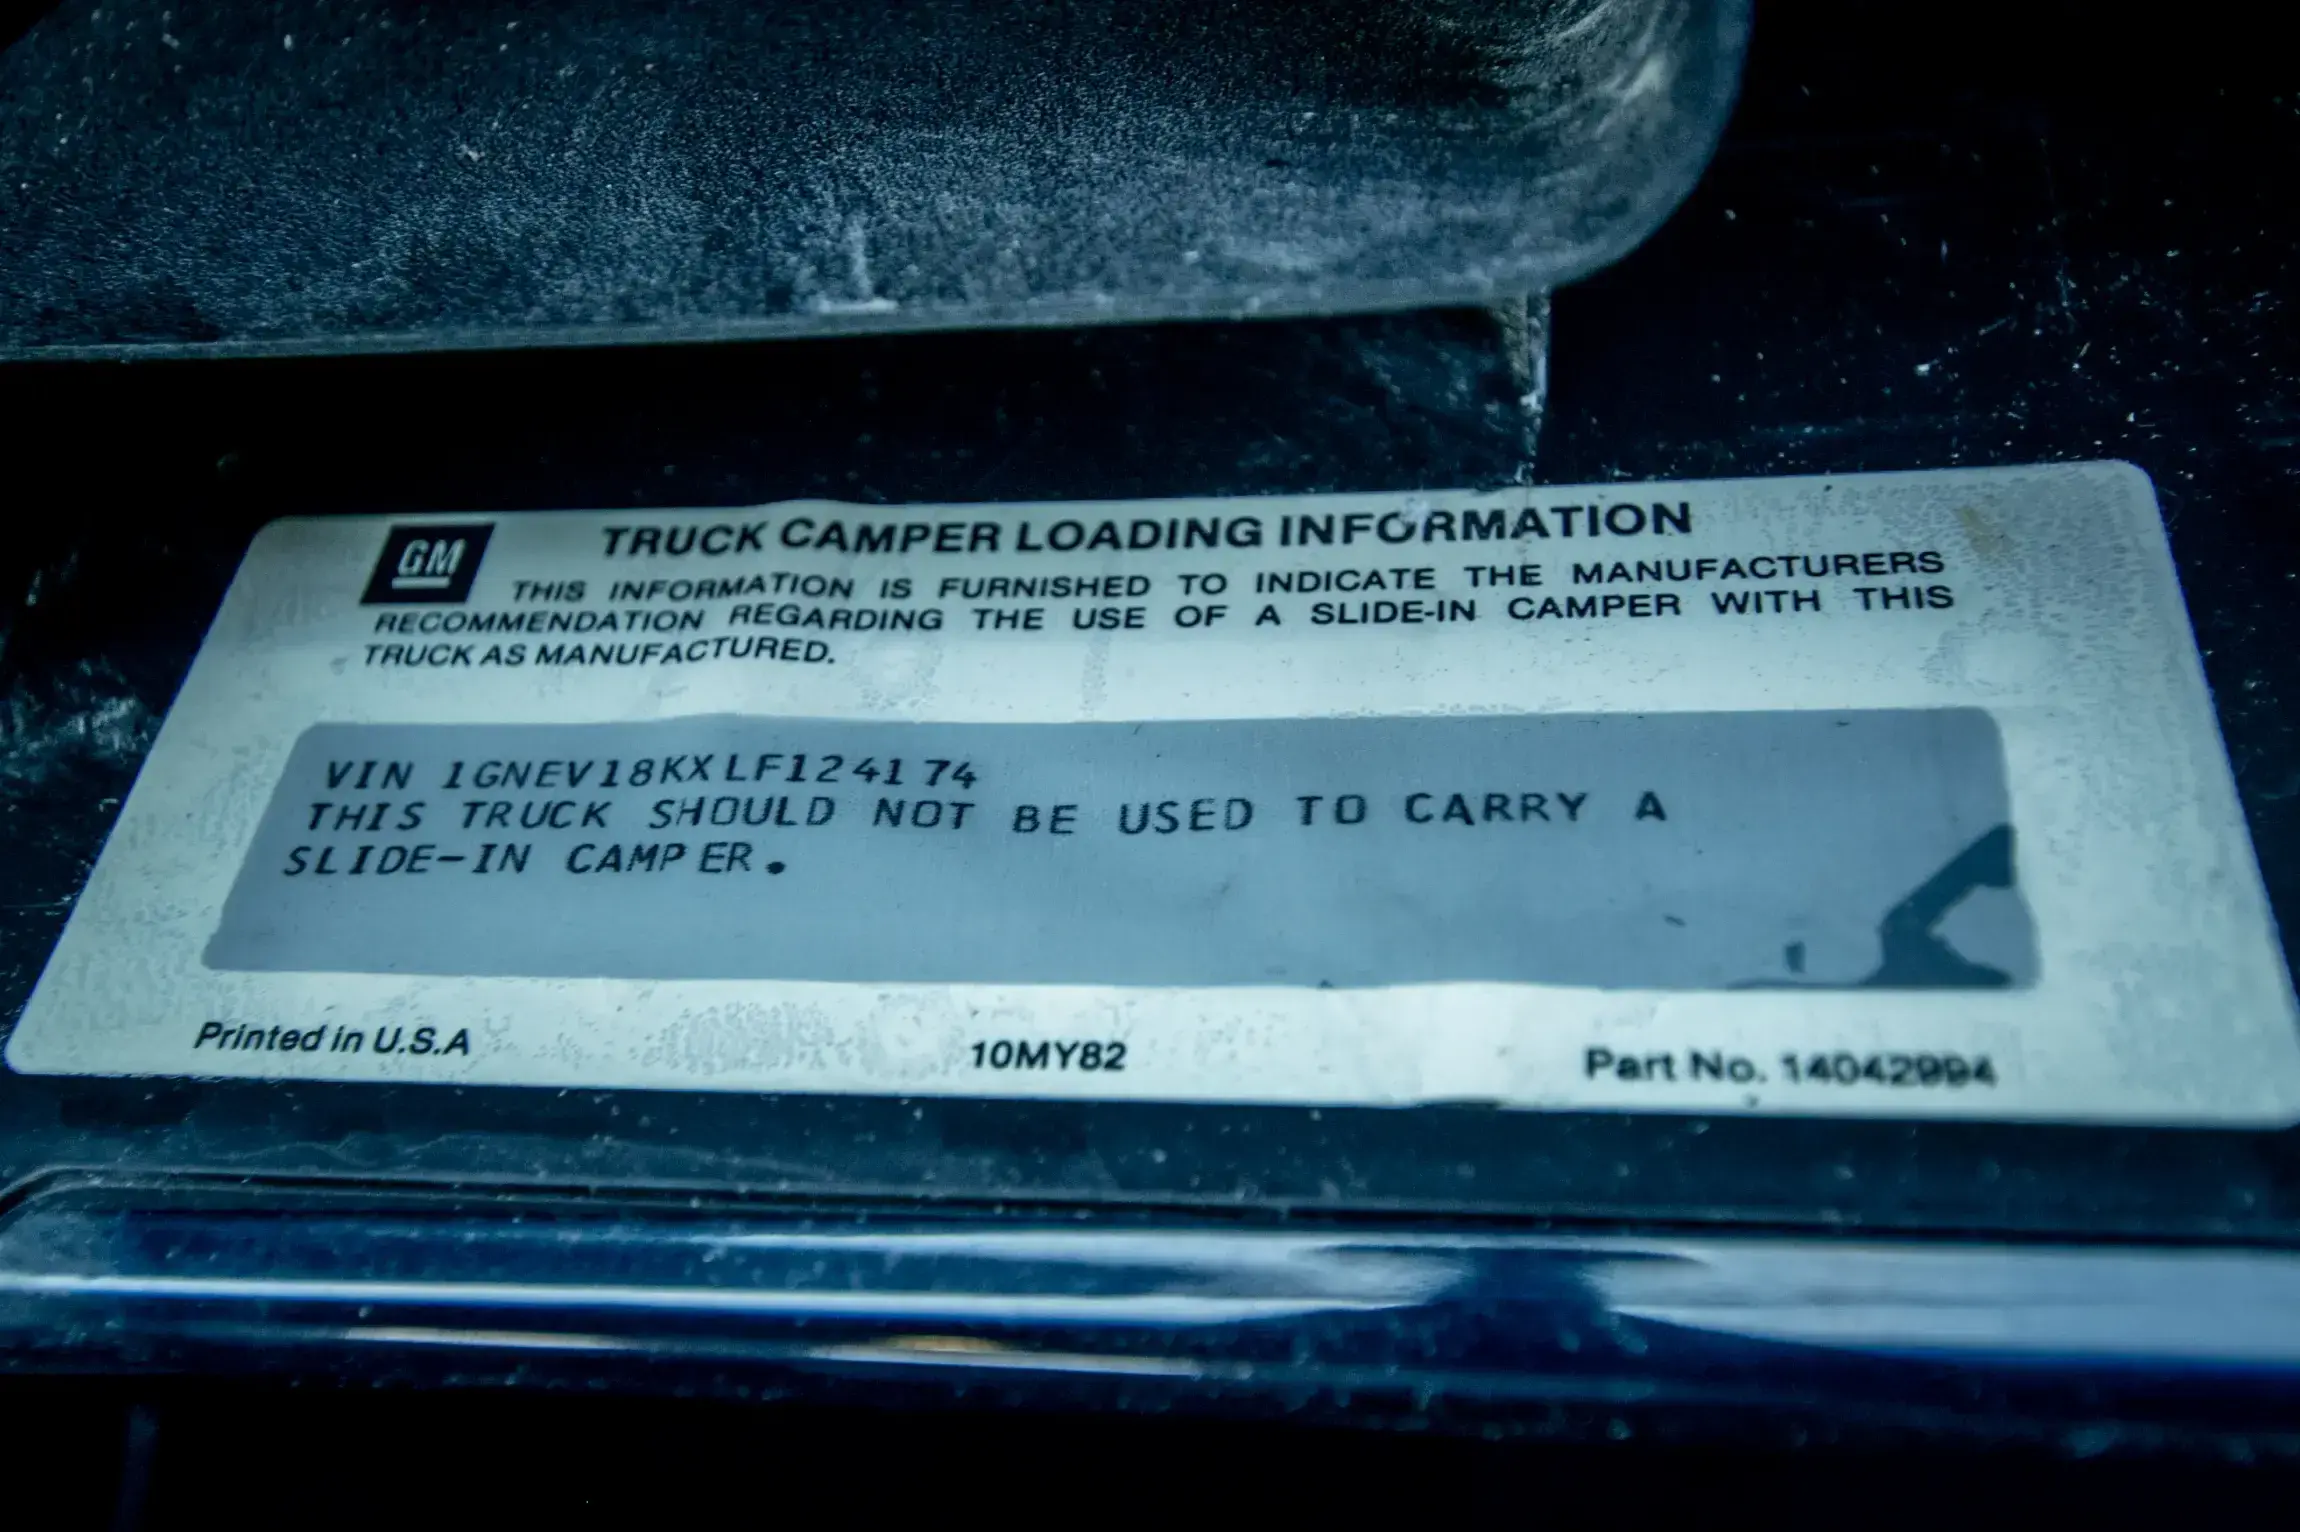 GM
TRUCK CAMPER LOADING INFORMATION
THIS INFORMATION IS FURNISHED TO INDICATE THE MANUFACTURERS
RECOMMENDATION REGARDING THE USE OF A SLIDE-IN CAMPER WITH THIS
TRUCK AS MANUFACTURED.
VIN 1GNEV18KXLF124174
THIS TRUCK SHOULD NOT BE USED TO CARRY A
SLIDE-IN CAMPER.
Printed in U.S.A
10MY82
Part No. 14042994